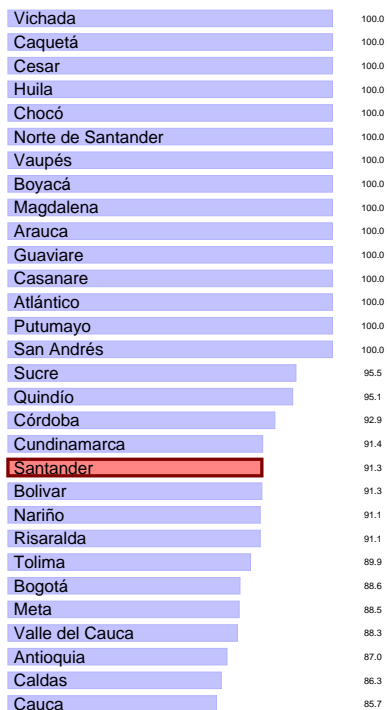 Vichada 100.0
Caquetá 100.0
Cesar 100.0
Huila 100.0
Chocó 100.0
Norte de Santander 100.0
Vaupés 100.0
Boyacá 100.0
Magdalena 100.0
Arauca 100.0
Guaviare 100.0
Casanare 100.0
Atlántico 100.0
Putumayo 100.0
San Andrés 100.0
Sucre 95.5
Quindío 95.1
Córdoba 92.9
Cundinamarca 91.4
Santander 91.3
Bolivar 91.3
Nariño 91.1
Risaralda 91.1
Tolima 89.9
Bogotá 88.6
Meta 88.5
Valle del Cauca 88.3
Antioquia 87.0
Caldas 86.3
Cauca 85.7